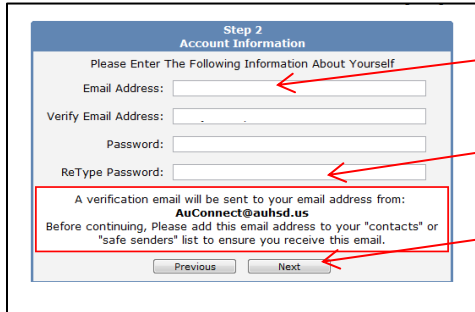 Step 2
Account Information
Please Enter The Following Information About Yourself
Email Address:
Verify Email Address:
Password:
ReType Password:
A verification email will be sent to your email address from:
AuConnect@auhsd.us
Before continuing, Please add this email address to your "contacts" or
"safe senders" list to ensure you receive this email.
Previous Next